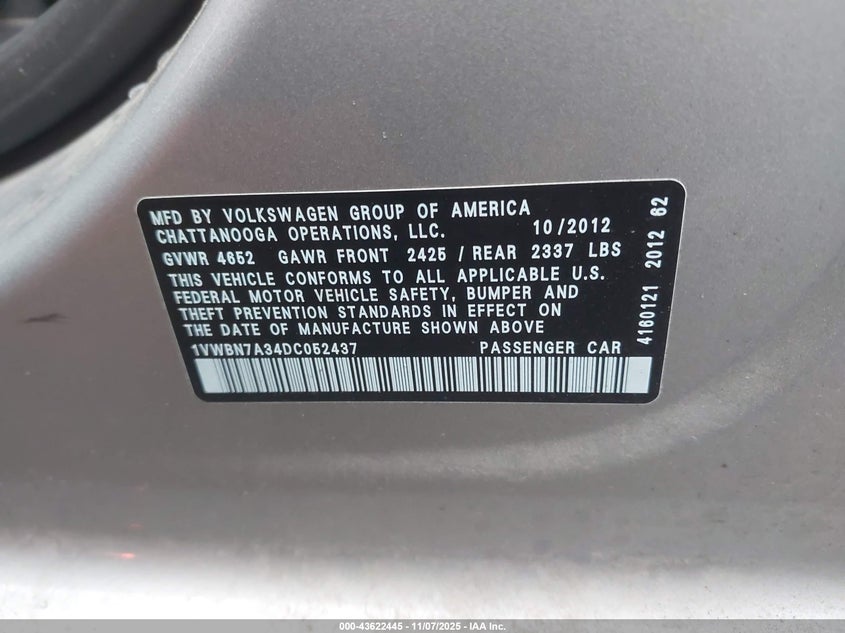 MFD BY VOLKSWAGEN GROUP OF AMERICA
CHATTANOOGA OPERATIONS, LLC. 10/2012
GVWR 4652 GAWR FRONT 2425 / REAR 2337 LBS
THIS VEHICLE CONFORMS TO ALL APPLICABLE U.S.
FEDERAL MOTOR VEHICLE SAFETY, BUMPER AND
THEFT PREVENTION STANDARDS IN EFFECT ON
THE DATE OF MANUFACTURE SHOWN ABOVE
1VWBN7A34DC052437 PASSENGER CAR
4160121 2012 62
000-43622445 - 11/07/2025 - IAA Inc.